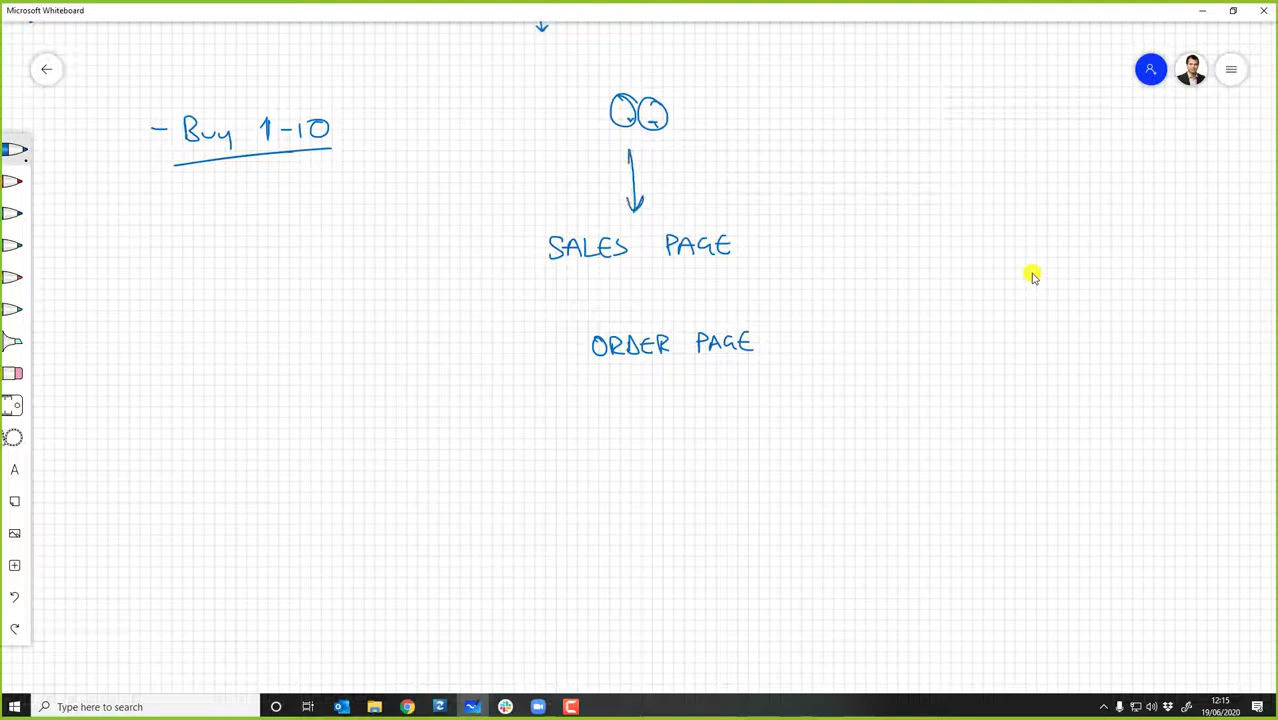 Microsoft Whiteboard
- Buy 1-10
SALES PAGE
ORDER PAGE
A
Type here to search
12:15
19/06/2020